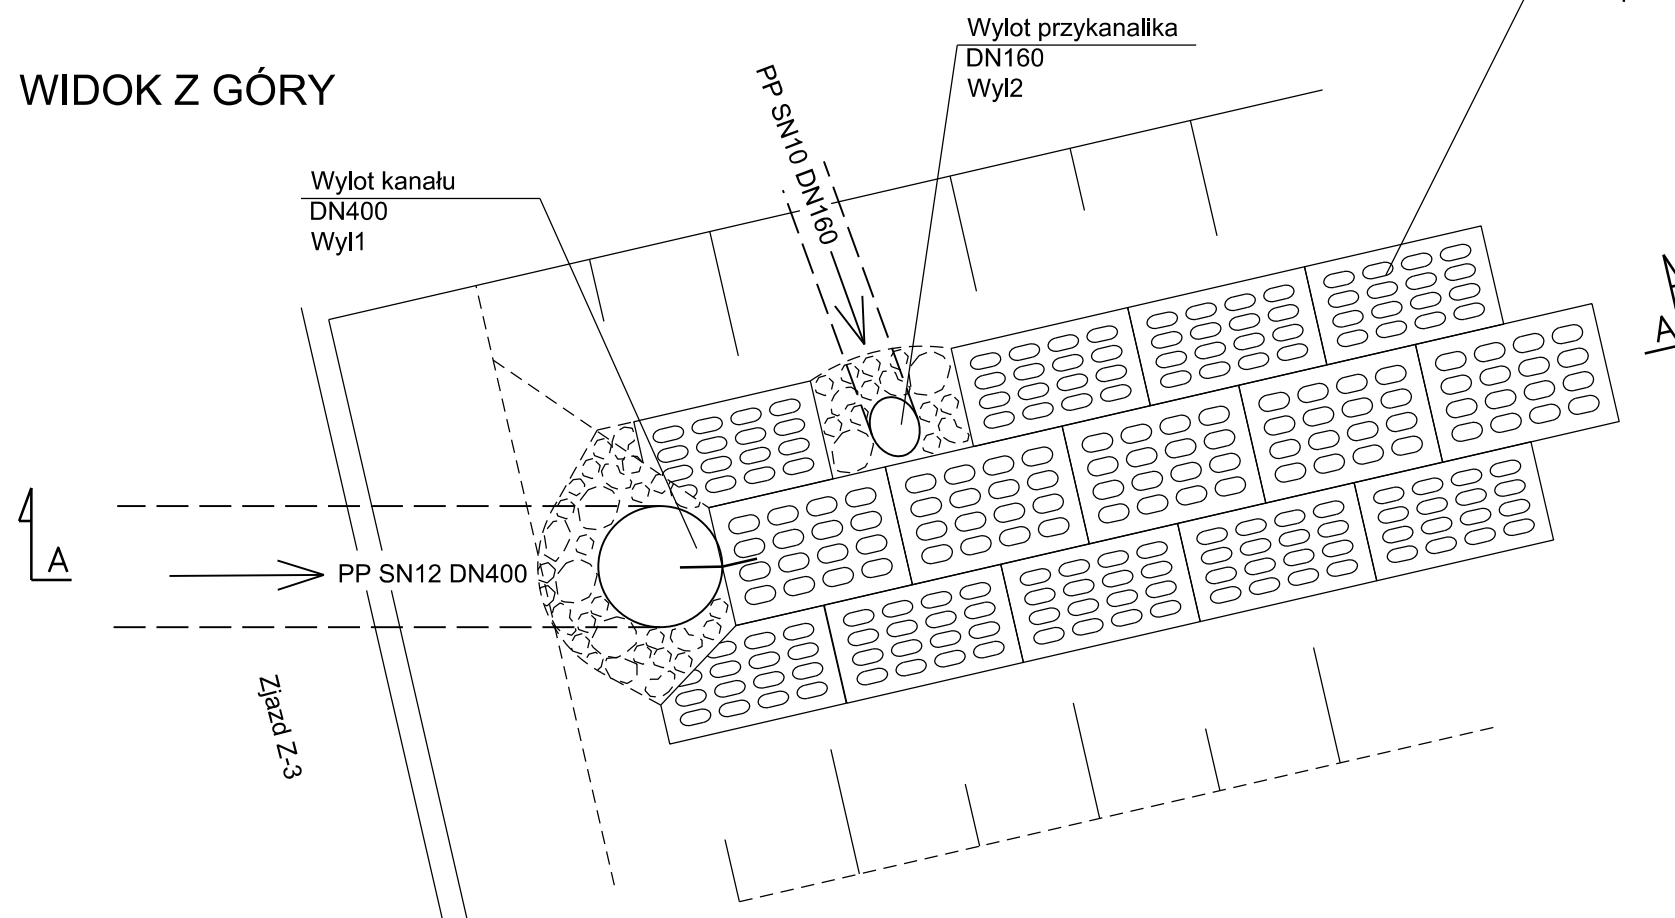 WIDOK Z GÓRY
Wylot przykanalika
DN160
Wyl2
PP SN10 DN160
Wylot kanału
DN400
Wyl1
A
A
PP SN12 DN400
Zjazd Z-3